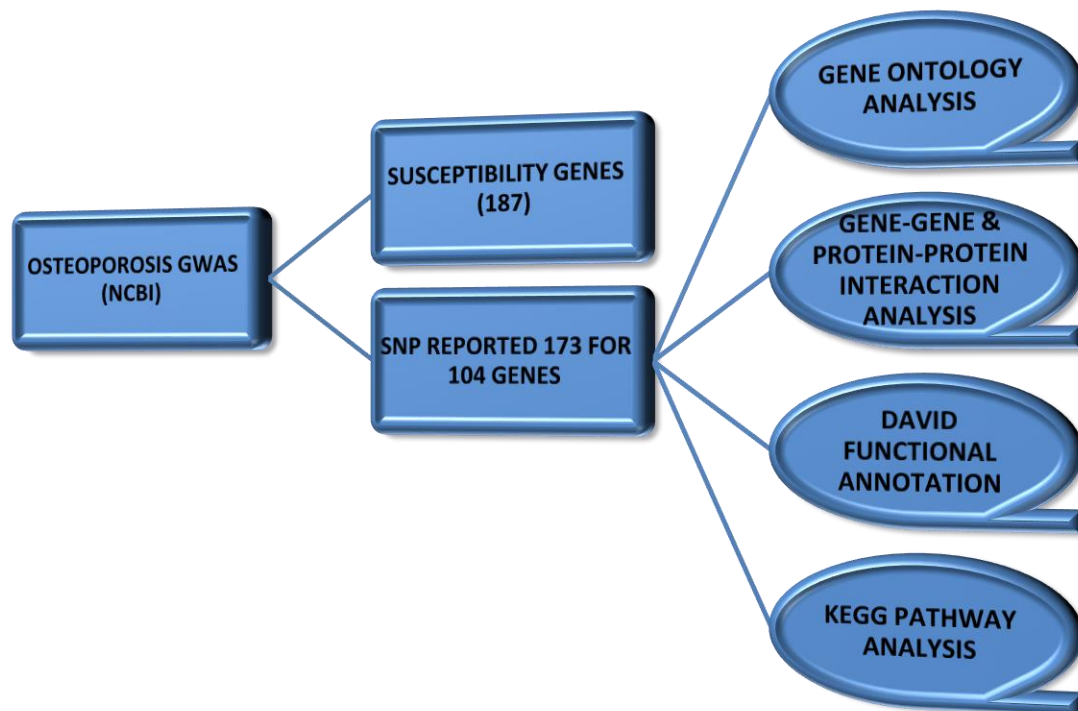 OSTEOPOROSIS GWAS
(NCBI)
SUSCEPTIBILITY GENES
(187)
SNP REPORTED 173 FOR
104 GENES
GENE ONTOLOGY
ANALYSIS
GENE-GENE &
PROTEIN-PROTEIN
INTERACTION
ANALYSIS
DAVID
FUNCTIONAL
ANNOTATION
KEGG PATHWAY
ANALYSIS